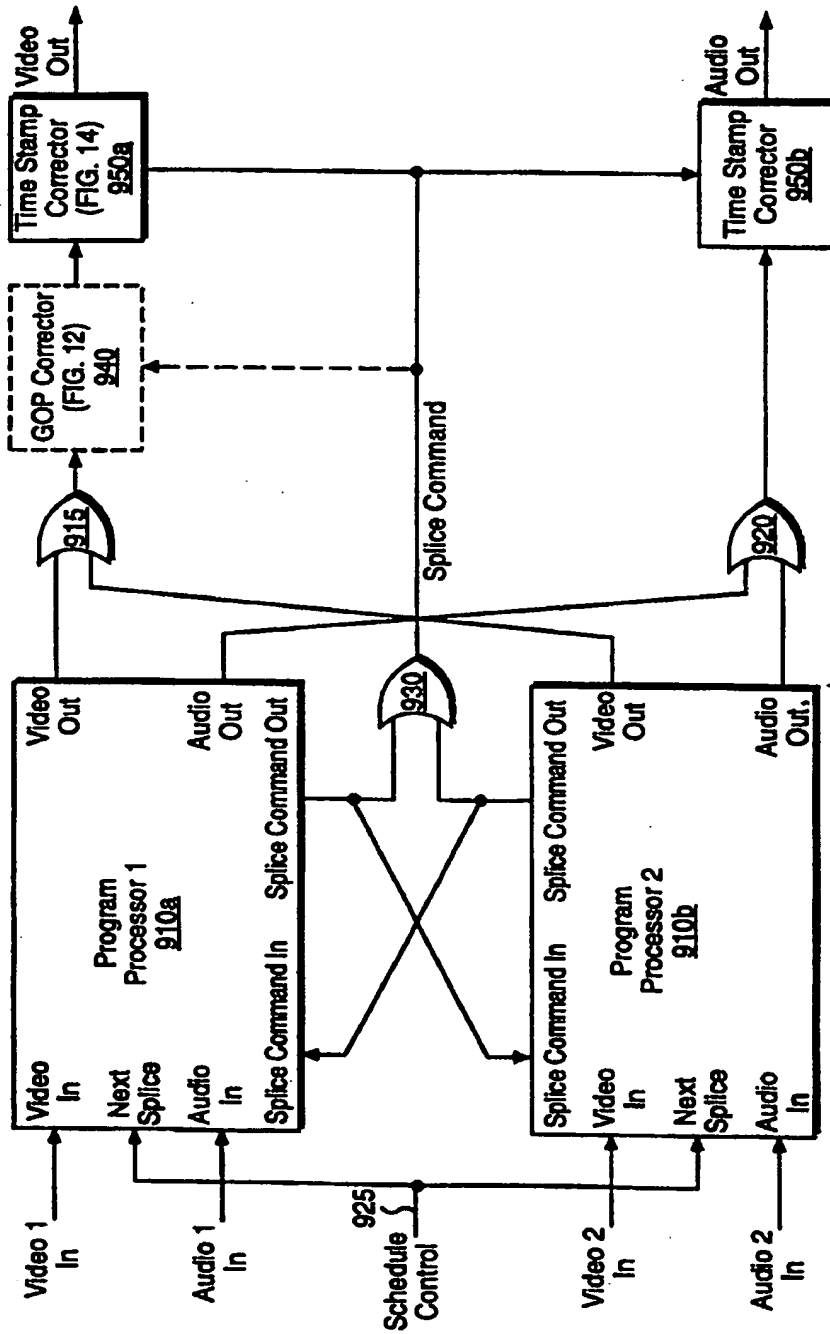 Video 1
In
Audio 1
In
Schedule
Control
925
Video 2
In
Audio 2
In
Video
In
Next
Splice
Audio
In
Program
Processor 1
910a
Video
Out
Audio
Out
Splice Command In
Splice Command Out
Splice Command In
Splice Command Out
Video
In
Next
Splice
Audio
In
Program
Processor 2
910b
Video
Out
Audio
Out.
915
930
920
Splice Command
GOP Corrector
(FIG. 12)
940
Time Stamp
Corrector
(FIG. 14)
950a
Video
Out
Time Stamp
Corrector
950b
Audio
Out